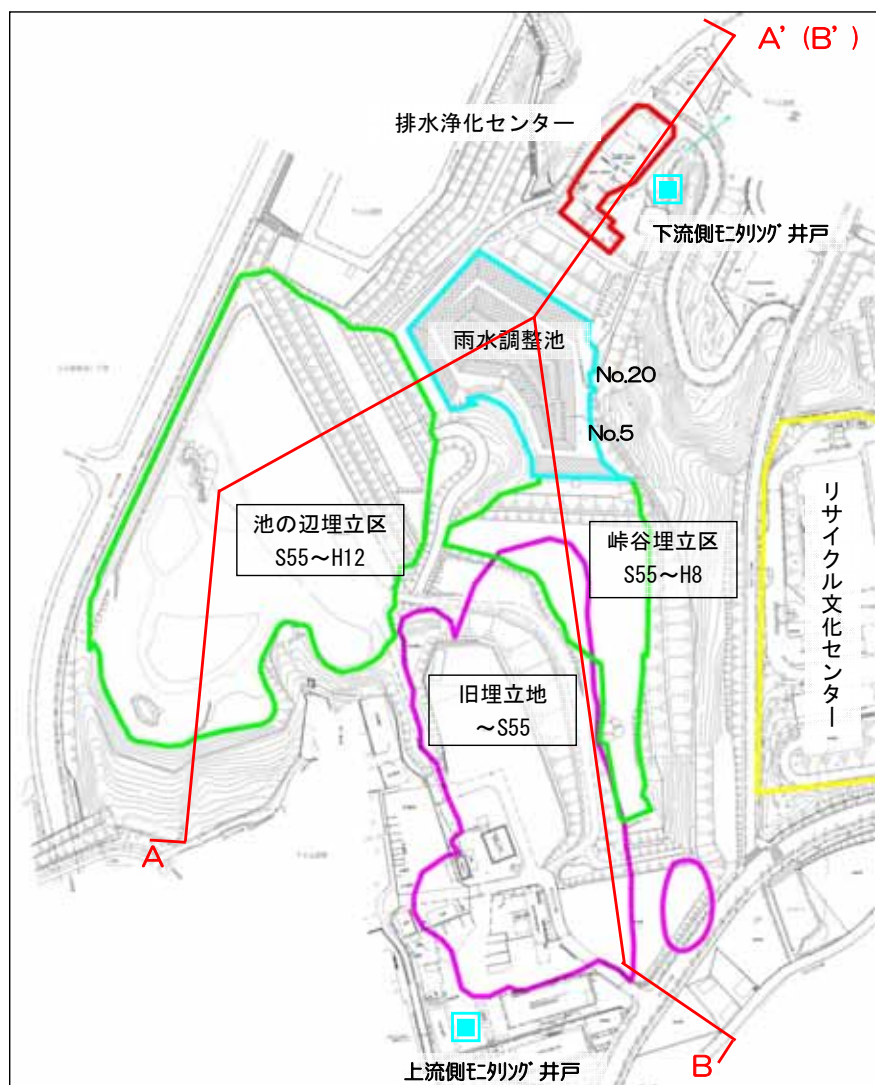 A’ (B’ )
排水浄化センター
下流側モニタリング井戸
雨水調整池
No.20
No.5
池の辺埋立区
S55～H12
峠谷埋立区
S55～H8
リサイクル文化センター
旧埋立地
～S55
A
上流側モニタリング井戸
B